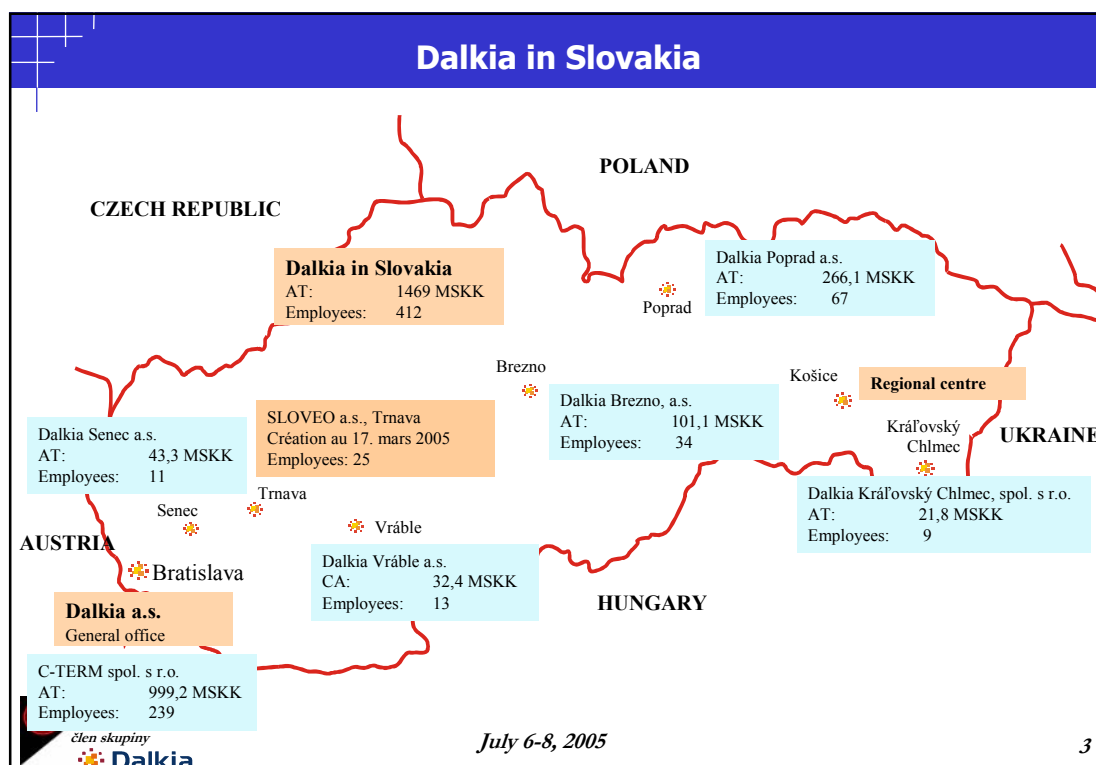 Dalkia in Slovakia
POLAND
CZECH REPUBLIC
Dalkia in Slovakia
AT: 1469 MSKK
Employees: 412
Dalkia Poprad a.s.
AT: 266,1 MSKK
Employees: 67
Poprad
Brezno
Košice
Regional centre
Dalkia Brezno, a.s.
AT: 101,1 MSKK
Employees: 34
SLOVEO a.s., Trnava
Création au 17. mars 2005
Employees: 25
Dalkia Senec a.s.
AT: 43,3 MSKK
Employees: 11
Kráľovský
Chlmec
UKRAINE
Dalkia Kráľovský Chlmec, spol. s r.o.
AT: 21,8 MSKK
Employees: 9
Trnava
Senec
Vráble
AUSTRIA
Bratislava
Dalkia Vráble a.s.
CA: 32,4 MSKK
Employees: 13
HUNGARY
Dalkia a.s.
General office
C-TERM spol. s r.o.
AT: 999,2 MSKK
Employees: 239
člen skupiny
Dalkia
July 6-8, 2005
3